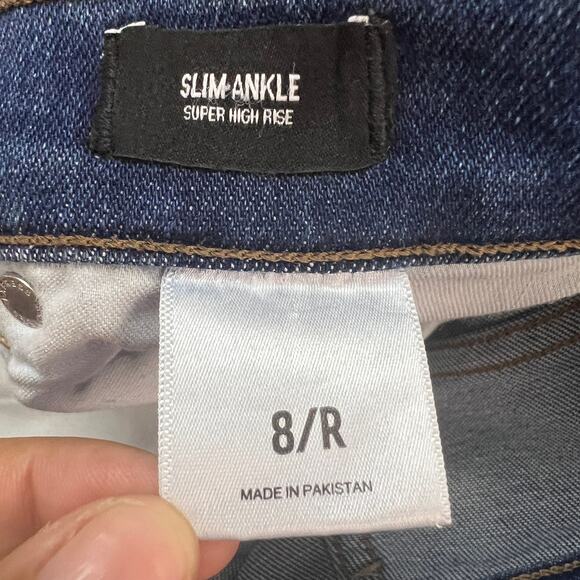 SLIM·ANKLE
SUPER HIGH RISE
8/R
MADE IN PAKISTAN